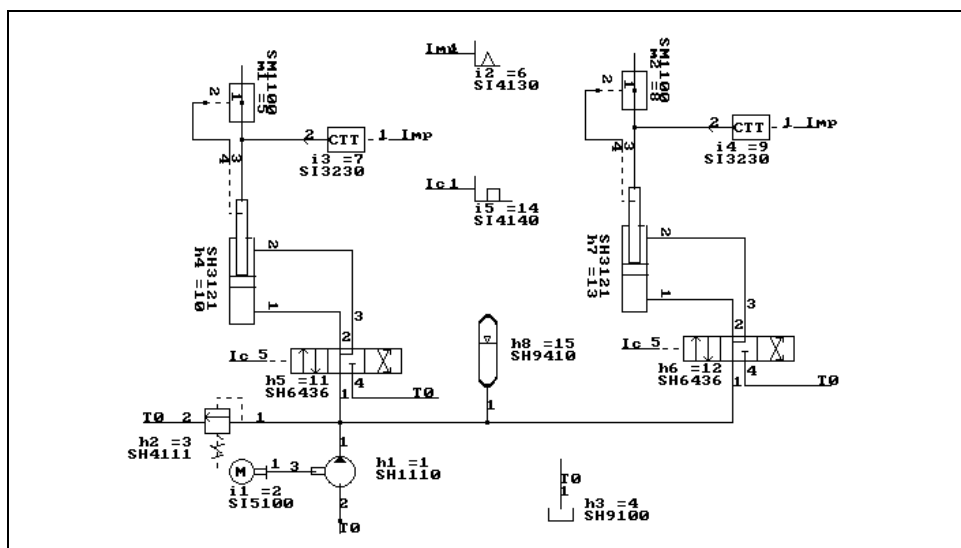 SM1100
M1 =5
2
1
4
3
2
CTT
1
Imp
i3 =7
SI3230
i2 =6
SI4130
Ic 1
i5 =14
SI4140
SM1100
M2 =8
2
1
4
3
2
CTT
1
Imp
i4 =9
SI3230
SH3121
h4 =10
2
1
3
2
Ic 5
h5 =11
SH6436
4
1
T0
h8 =15
SH9410
1
SH3121
h7 =13
2
1
3
2
Ic 5
h6 =12
SH6436
4
1
T0
T0
2
1
h2 =3
SH4111
M
1
3
i1 =2
SI5100
1
h1 =1
SH1110
2
T0
T0
1
h3 =4
SH9100